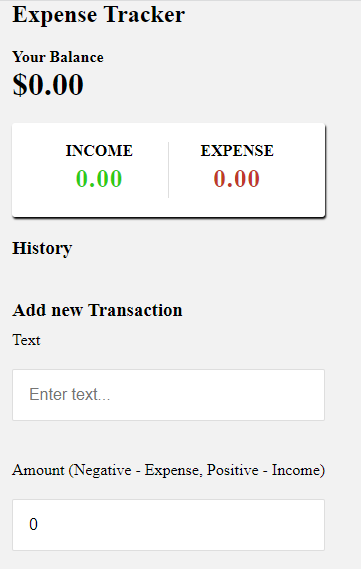 Expense Tracker
Your Balance
$0.00
INCOME EXPENSE
0.00 0.00
History
Add new Transaction
Text
Enter text...
Amount (Negative - Expense, Positive - Income)
0